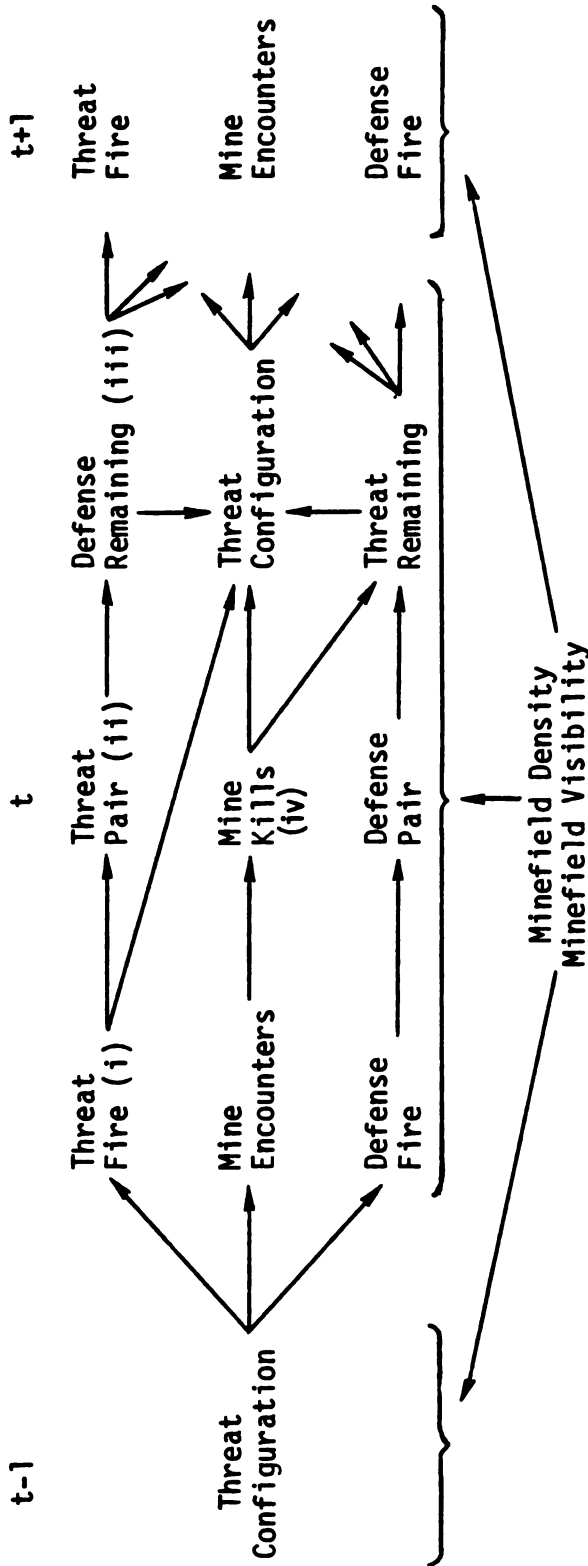 t-1
t
t+1
Threat
Configuration
Threat
Fire (i)
Mine
Encounters
Defense
Fire
Threat
Pair (ii)
Mine
Kills
(iv)
Defense
Pair
Defense
Remaining (iii)
Threat
Configuration
Threat
Remaining
Threat
Fire
Mine
Encounters
Defense
Fire
Minefield Density
Minefield Visibility